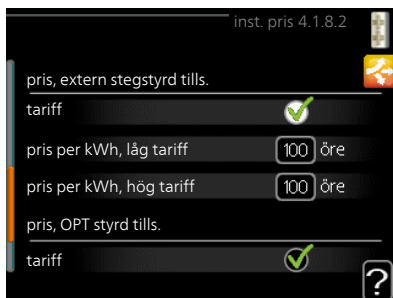 inst. pris 4.1.8.2
pris, extern stegstyrd tills.
tariff
pris per kWh, låg tariff 100 öre
pris per kWh, hög tariff 100 öre
pris, OPT styrd tills.
tariff
?